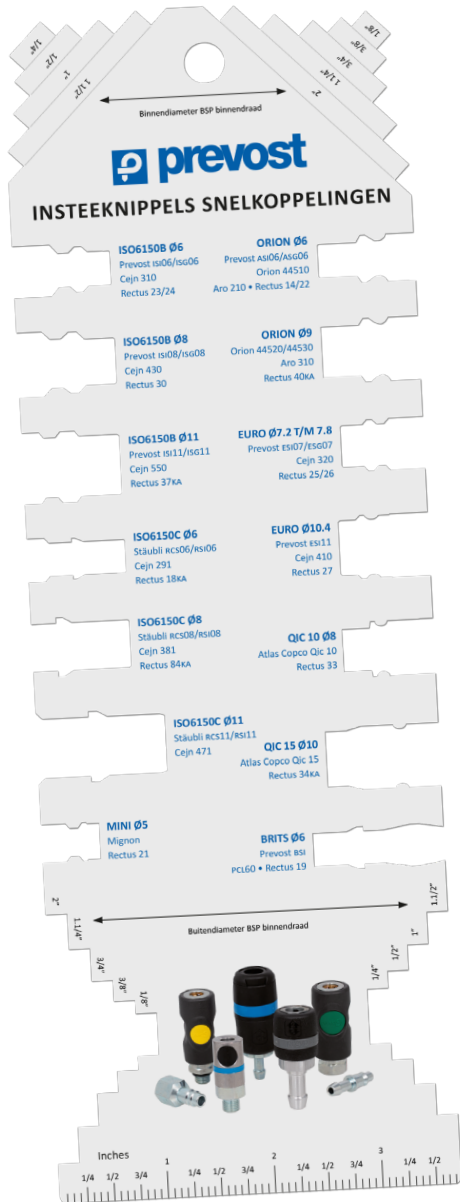 1/4"
1/2"
1"
1 1/2"
1/8"
3/8"
3/4"
1 1/4"
2"
Binnendiameter BSP binnendraad
prevost
INSTEEKNIPPELS SNELKOPPELINGEN
ISO6150B Ø6
Prevost ISI06/ISG06
Cejn 310
Rectus 23/24
ORION Ø6
Prevost ASI06/ASG06
Orion 44510
Aro 210 • Rectus 14/22
ISO6150B Ø8
Prevost ISI08/ISG08
Cejn 430
Rectus 30
ORION Ø9
Orion 44520/44530
Aro 310
Rectus 40KA
ISO6150B Ø11
Prevost ISI11/ISG11
Cejn 550
Rectus 37KA
EURO Ø7.2 T/M 7.8
Prevost ESI07/ESG07
Cejn 320
Rectus 25/26
ISO6150C Ø6
Stäubli RCS06/RSI06
Cejn 291
Rectus 18KA
EURO Ø10.4
Prevost ESI11
Cejn 410
Rectus 27
ISO6150C Ø8
Stäubli RCS08/RSI08
Cejn 381
Rectus 84KA
QIC 10 Ø8
Atlas Copco Qic 10
Rectus 33
ISO6150C Ø11
Stäubli RCS11/RSI11
Cejn 471
QIC 15 Ø10
Atlas Copco Qic 15
Rectus 34KA
MINI Ø5
Mignon
Rectus 21
BRITS Ø6
Prevost BSI
PCL60 • Rectus 19
2"
1.1/4"
3/4"
3/8"
1/8"
1.1/2"
1"
1/2"
1/4"
Buitendiameter BSP binnendraad
Inches
1/4 1/2 3/4 1 1/4 1/2 3/4 2 1/4 1/2 3/4 3 1/4 1/2